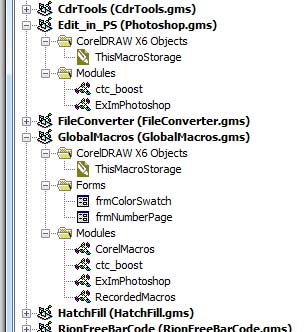 CdrTools (CdrTools.gms)
Edit_in_PS (Photoshop.gms)
CorelDRAW X6 Objects
ThisMacroStorage
Modules
ctc_boost
ExImPhotoshop
FileConverter (FileConverter.gms)
GlobalMacros (GlobalMacros.gms)
CorelDRAW X6 Objects
ThisMacroStorage
Forms
frmColorSwatch
frmNumberPage
Modules
CorelMacros
ctc_boost
ExImPhotoshop
RecordedMacros
HatchFill (HatchFill.gms)
RionFreeBarCode (RionFreeBarCode.gms)